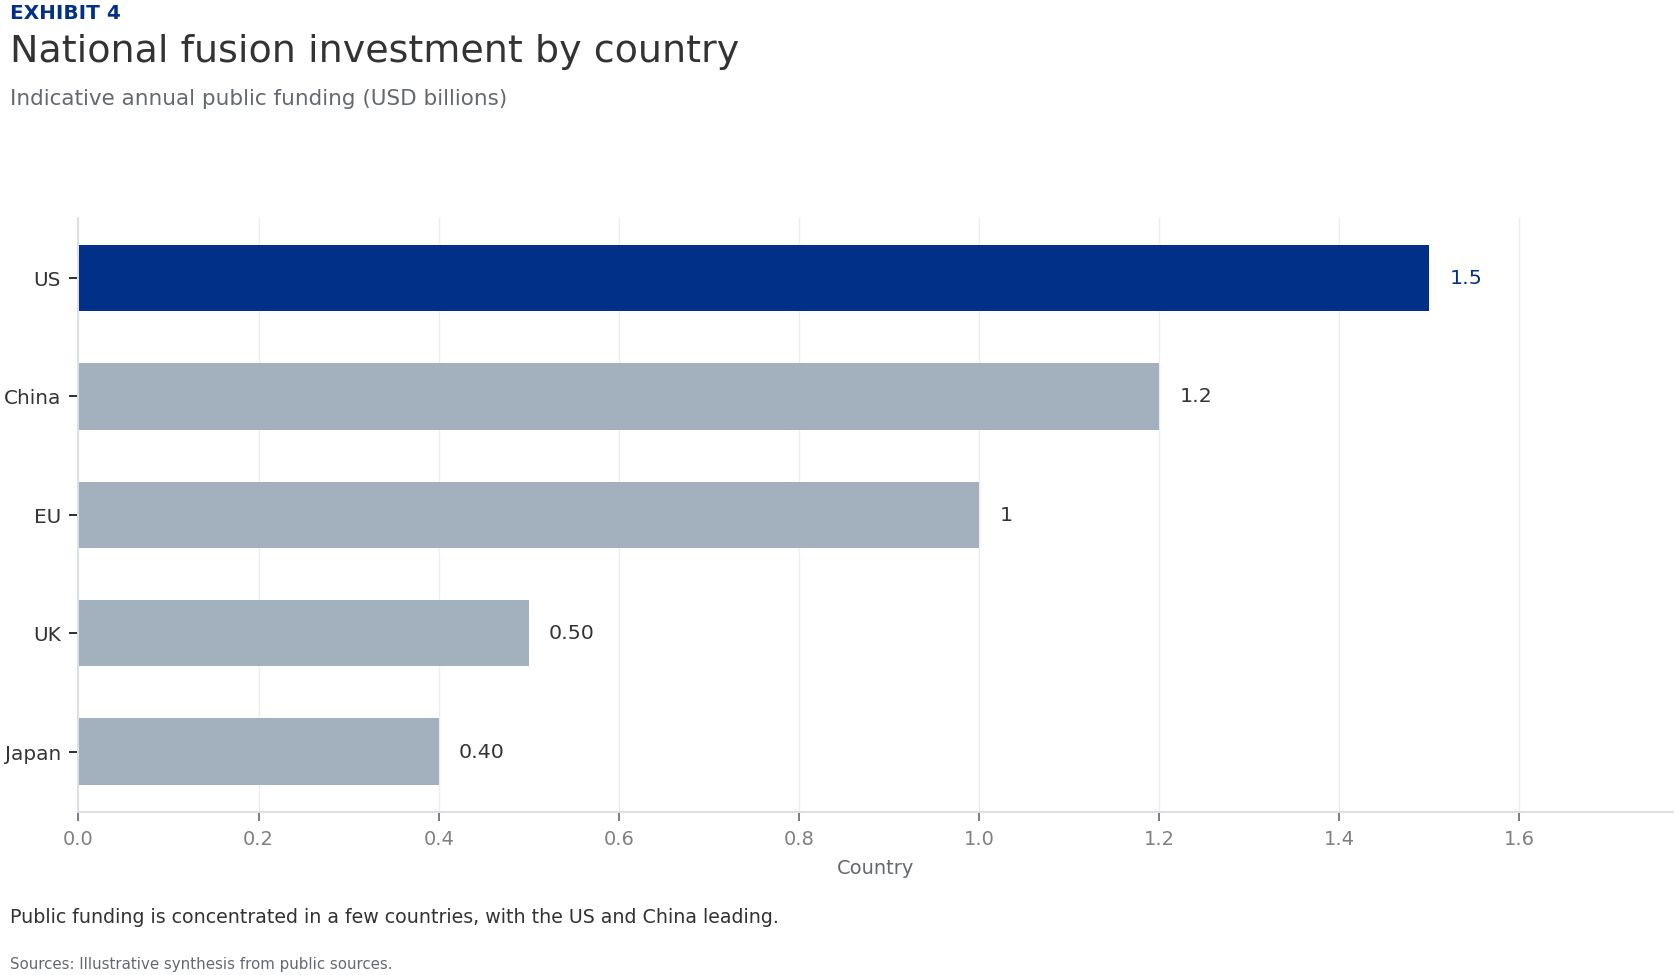 EXHIBIT 4
National fusion investment by country
Indicative annual public funding (USD billions)
US
1.5
China
1.2
EU
1
UK
0.50
Japan
0.40
0.0 0.2 0.4 0.6 0.8 1.0 1.2 1.4 1.6
Country
Public funding is concentrated in a few countries, with the US and China leading.
Sources: Illustrative synthesis from public sources.